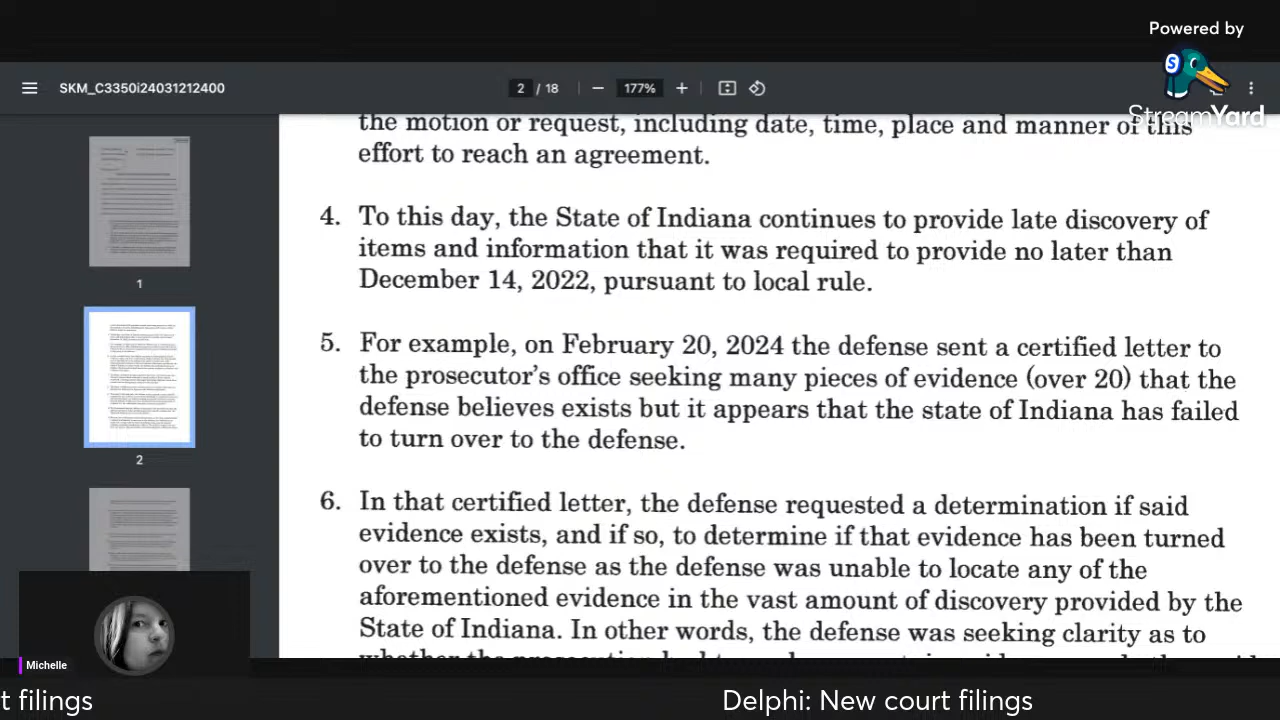 Powered by
StreamYard
SKM_C3350i24031212400
2 / 18
177%
the motion or request, including date, time, place and manner of this
effort to reach an agreement.
4. To this day, the State of Indiana continues to provide late discovery of
items and information that it was required to provide no later than
December 14, 2022, pursuant to local rule.
5. For example, on February 20, 2024 the defense sent a certified letter to
the prosecutor's office seeking many pieces of evidence (over 20) that the
defense believes exists but it appears that the state of Indiana has failed
to turn over to the defense.
6. In that certified letter, the defense requested a determination if said
evidence exists, and if so, to determine if that evidence has been turned
over to the defense as the defense was unable to locate any of the
aforementioned evidence in the vast amount of discovery provided by the
State of Indiana. In other words, the defense was seeking clarity as to
1
2
Michelle
t filings
Delphi: New court filings